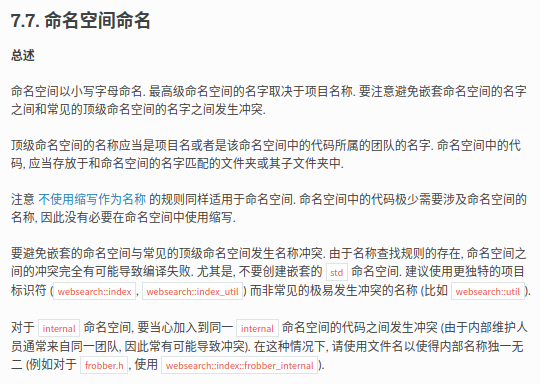 7.7. 命名空间命名
总述
命名空间以小写字母命名. 最高级命名空间的名字取决于项目名称. 要注意避免嵌套命名空间的名字
之间和常见的顶级命名空间的名字之间发生冲突.
顶级命名空间的名称应当是项目名或者是该命名空间中的代码所属的团队的名字. 命名空间中的代
码, 应当存放于和命名空间的名字匹配的文件夹或其子文件夹中.
注意 不使用缩写作为名称 的规则同样适用于命名空间. 命名空间中的代码极少需要涉及命名空间的
名称, 因此没有必要在命名空间中使用缩写.
要避免嵌套的命名空间与常见的顶级命名空间发生名称冲突. 由于名称查找规则的存在, 命名空间之
间的冲突完全有可能导致编译失败. 尤其是, 不要创建嵌套的 std 命名空间. 建议使用更独特的项目
标识符 (websearch::index, websearch::index_util) 而非常见的极易发生冲突的名称 (比如 websearch::util).
对于 internal 命名空间, 要当心加入到同一 internal 命名空间的代码之间发生冲突 (由于内部维护人
员通常来自同一团队, 因此常有可能导致冲突). 在这种情况下, 请使用文件名以使得内部名称独一无
二 (例如对于 frobber.h, 使用 websearch::index::frobber_internal).